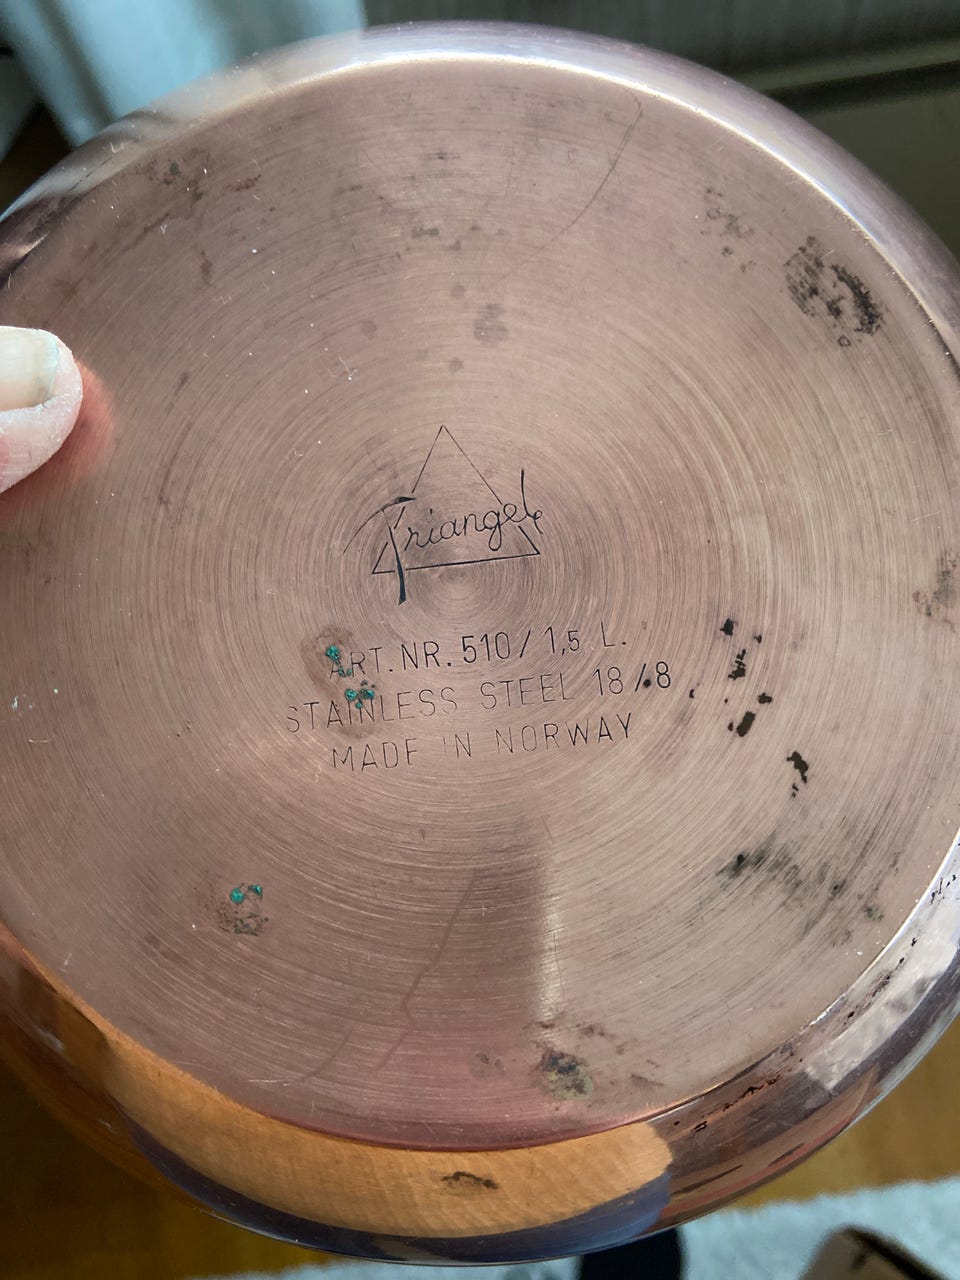 Triangel
ART. NR. 510 / 1,5 L.
STAINLESS STEEL 18/8
MADE IN NORWAY